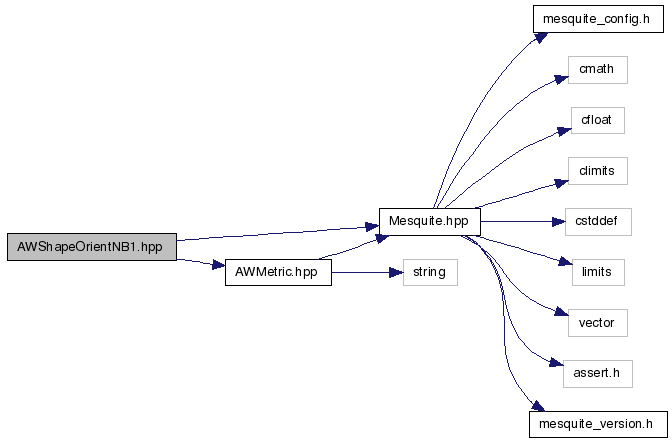 mesquite_config.h
cmath
cfloat
climits
Mesquite.hpp
cstddef
AWShapeOrientNB1.hpp
AWMetric.hpp
string
limits
vector
assert.h
mesquite_version.h